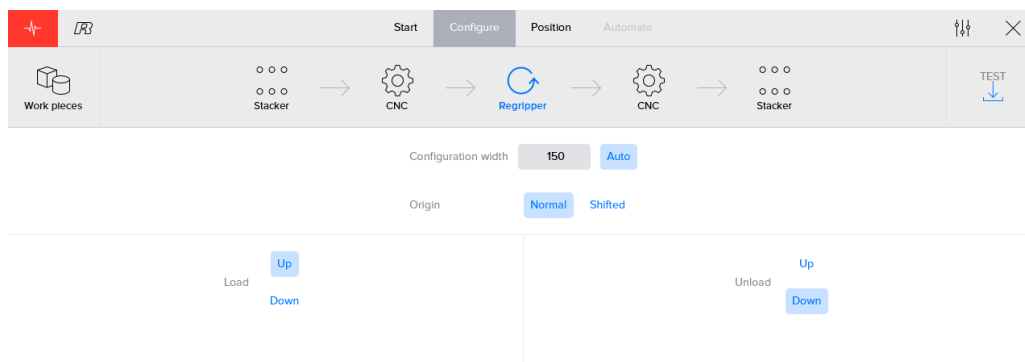 R
Start Configure Position Automate
Work pieces Stacker CNC Regripper CNC Stacker TEST
Configuration width 150 Auto
Origin Normal Shifted
Load Up Down
Unload Up Down